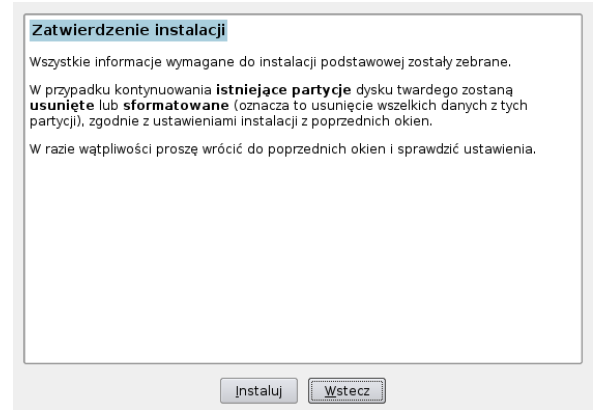 Zatwierdzenie instalacji
Wszystkie informacje wymagane do instalacji podstawowej zostały zebrane.
W przypadku kontynuowania istniejące partycje dysku twardego zostaną
usunięte lub sformatowane (oznacza to usunięcie wszelkich danych z tych
partycji), zgodnie z ustawieniami instalacji z poprzednich okien.
W razie wątpliwości proszę wrócić do poprzednich okien i sprawdzić ustawienia.
Instaluj Wstecz